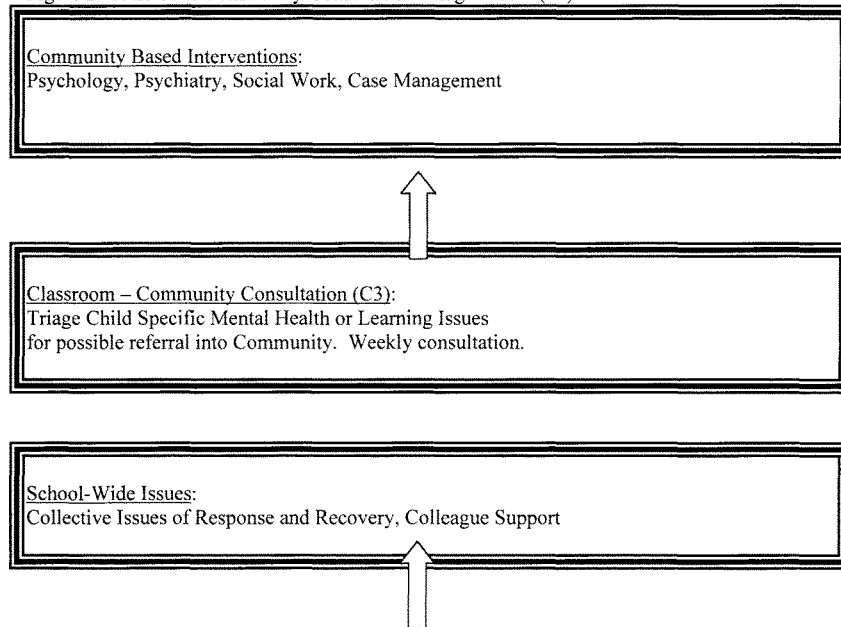 Community Based Interventions:
Psychology, Psychiatry, Social Work, Case Management
Classroom – Community Consultation (C3):
Triage Child Specific Mental Health or Learning Issues
for possible referral into Community. Weekly consultation.
School-Wide Issues:
Collective Issues of Response and Recovery, Colleague Support